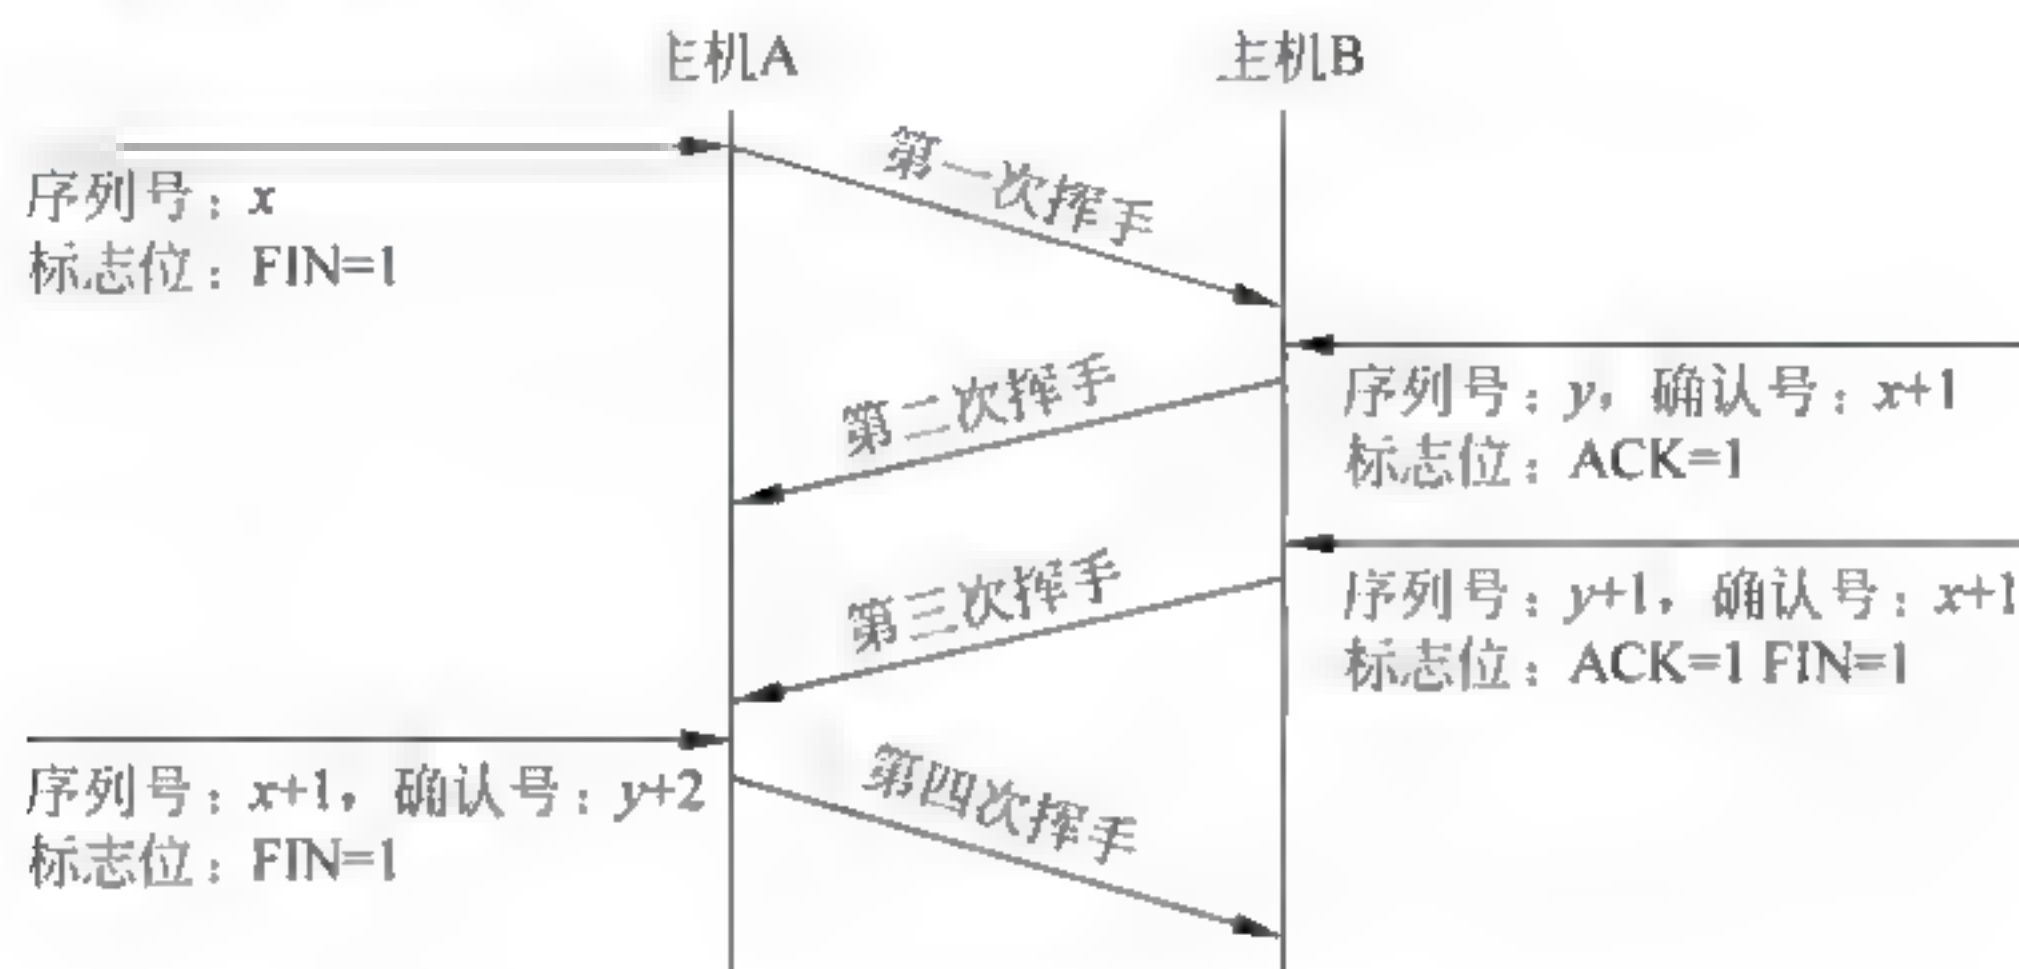 主机A
主机B
第一次挥手
序列号：x
标志位：FIN=1
第二次挥手
序列号：y，确认号：x+1
标志位：ACK=1
第三次挥手
序列号：y+1，确认号：x+1
标志位：ACK=1 FIN=1
第四次挥手
序列号：x+1，确认号：y+2
标志位：FIN=1